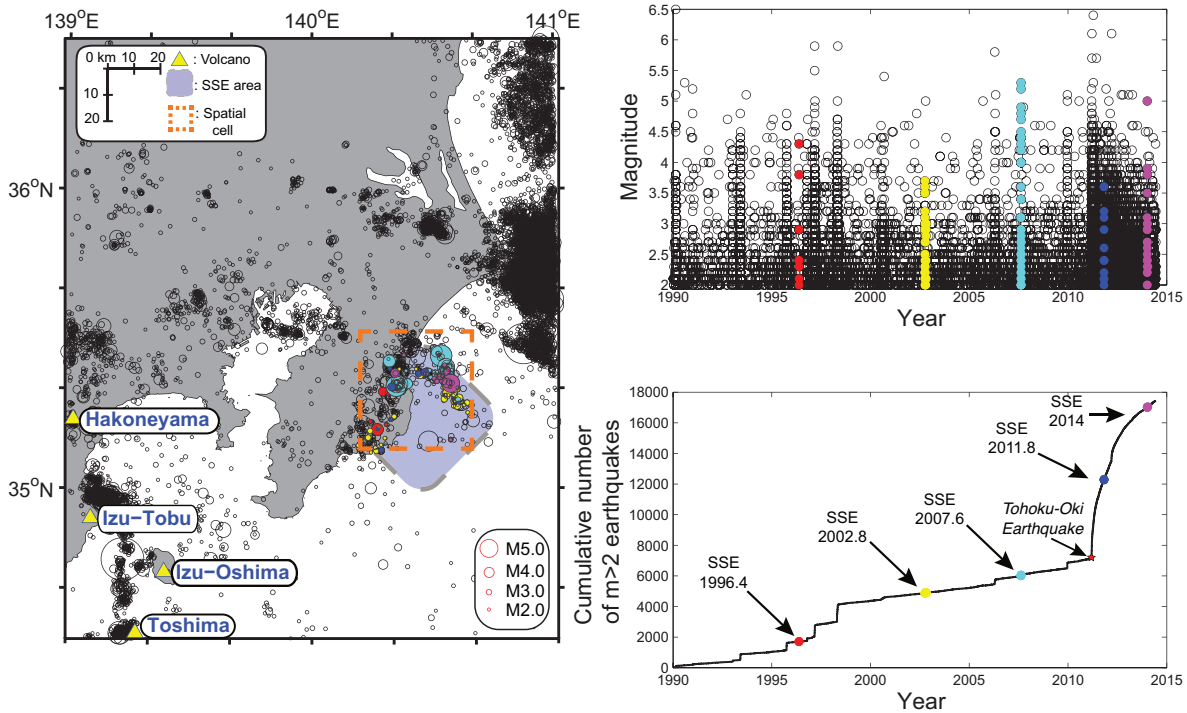 139°E
140°E
141°E
36°N
35°N
0 km 10 20
10
20
: Volcano
: SSE area
: Spatial
cell
Hakoneyama
Izu-Tobu
Izu-Oshima
Toshima
M5.0
M4.0
M3.0
M2.0
Magnitude
6.5
6
5.5
5
4.5
4
3.5
3
2.5
2
1990
1995
2000
2005
2010
2015
Year
Cumulative number
of m>2 earthquakes
18000
16000
14000
12000
10000
8000
6000
4000
2000
0
SSE
1996.4
SSE
2002.8
SSE
2007.6
Tohoku-Oki
Earthquake
SSE
2011.8
SSE
2014
1990
1995
2000
2005
2010
2015
Year